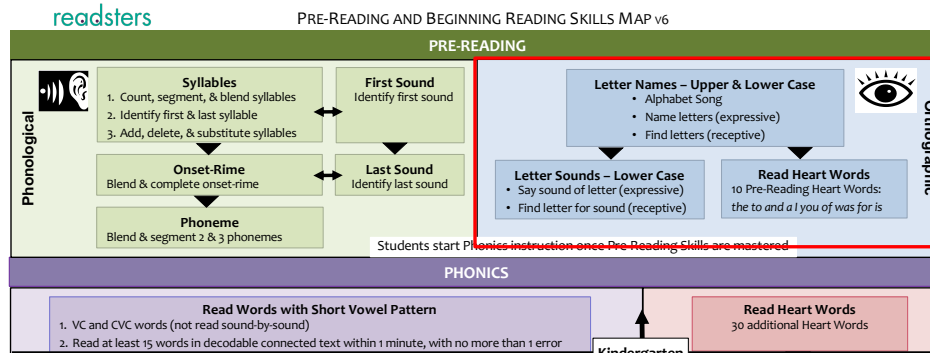 readsters
PRE-READING AND BEGINNING READING SKILLS MAP V6
PRE-READING
Phonological
Syllables
1. Count, segment, & blend syllables
2. Identify first & last syllable
3. Add, delete, & substitute syllables
First Sound
Identify first sound
Onset-Rime
Blend & complete onset-rime
Last Sound
Identify last sound
Phoneme
Blend & segment 2 & 3 phonemes
Letter Names – Upper & Lower Case
• Alphabet Song
• Name letters (expressive)
• Find letters (receptive)
Orthographic
Letter Sounds – Lower Case
• Say sound of letter (expressive)
• Find letter for sound (receptive)
Read Heart Words
10 Pre-Reading Heart Words:
the to and a I you of was for is
Students start Phonics instruction once Pre Reading Skills are mastered
PHONICS
Read Words with Short Vowel Pattern
1. VC and CVC words (not read sound-by-sound)
2. Read at least 15 words in decodable connected text within 1 minute, with no more than 1 error
Kindergarten
Read Heart Words
30 additional Heart Words